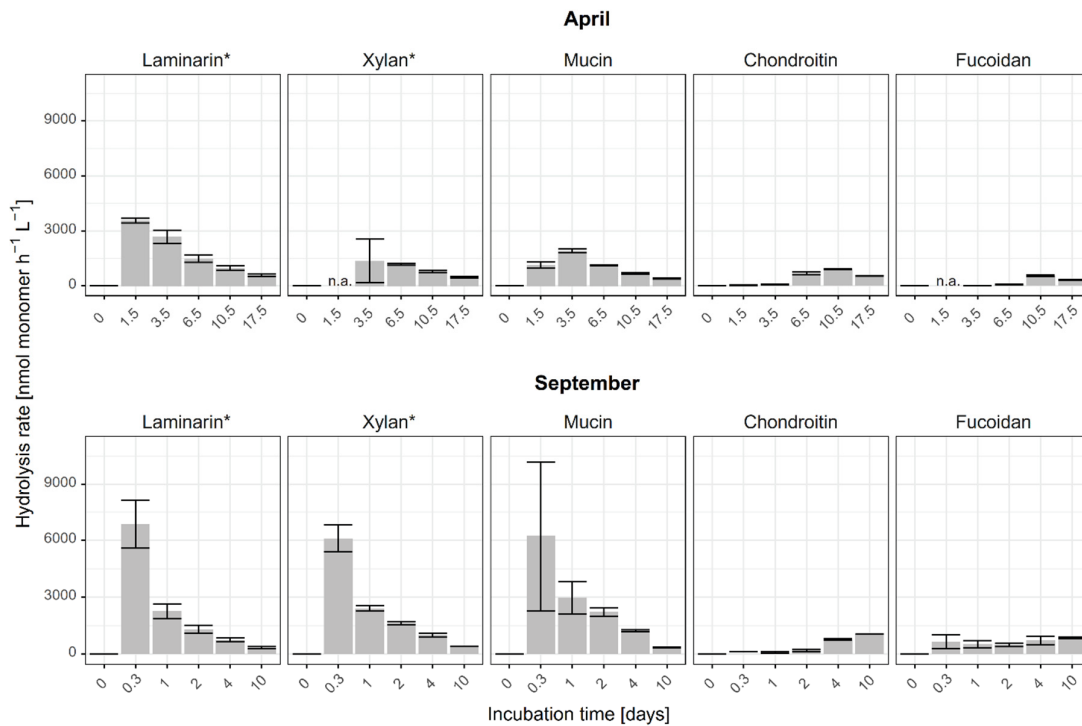 April
Laminarin* Xylan* Mucin Chondroitin Fucoidan
9000
6000
3000
0
n.a. n.a.
0 1.5 3.5 6.5 10.5 17.5 0 1.5 3.5 6.5 10.5 17.5 0 1.5 3.5 6.5 10.5 17.5 0 1.5 3.5 6.5 10.5 17.5 0 1.5 3.5 6.5 10.5 17.5
Hydrolysis rate [nmol monomer h⁻¹ L⁻¹]
September
Laminarin* Xylan* Mucin Chondroitin Fucoidan
9000
6000
3000
0
0 0.3 1 2 4 10 0 0.3 1 2 4 10 0 0.3 1 2 4 10 0 0.3 1 2 4 10 0 0.3 1 2 4 10
Incubation time [days]